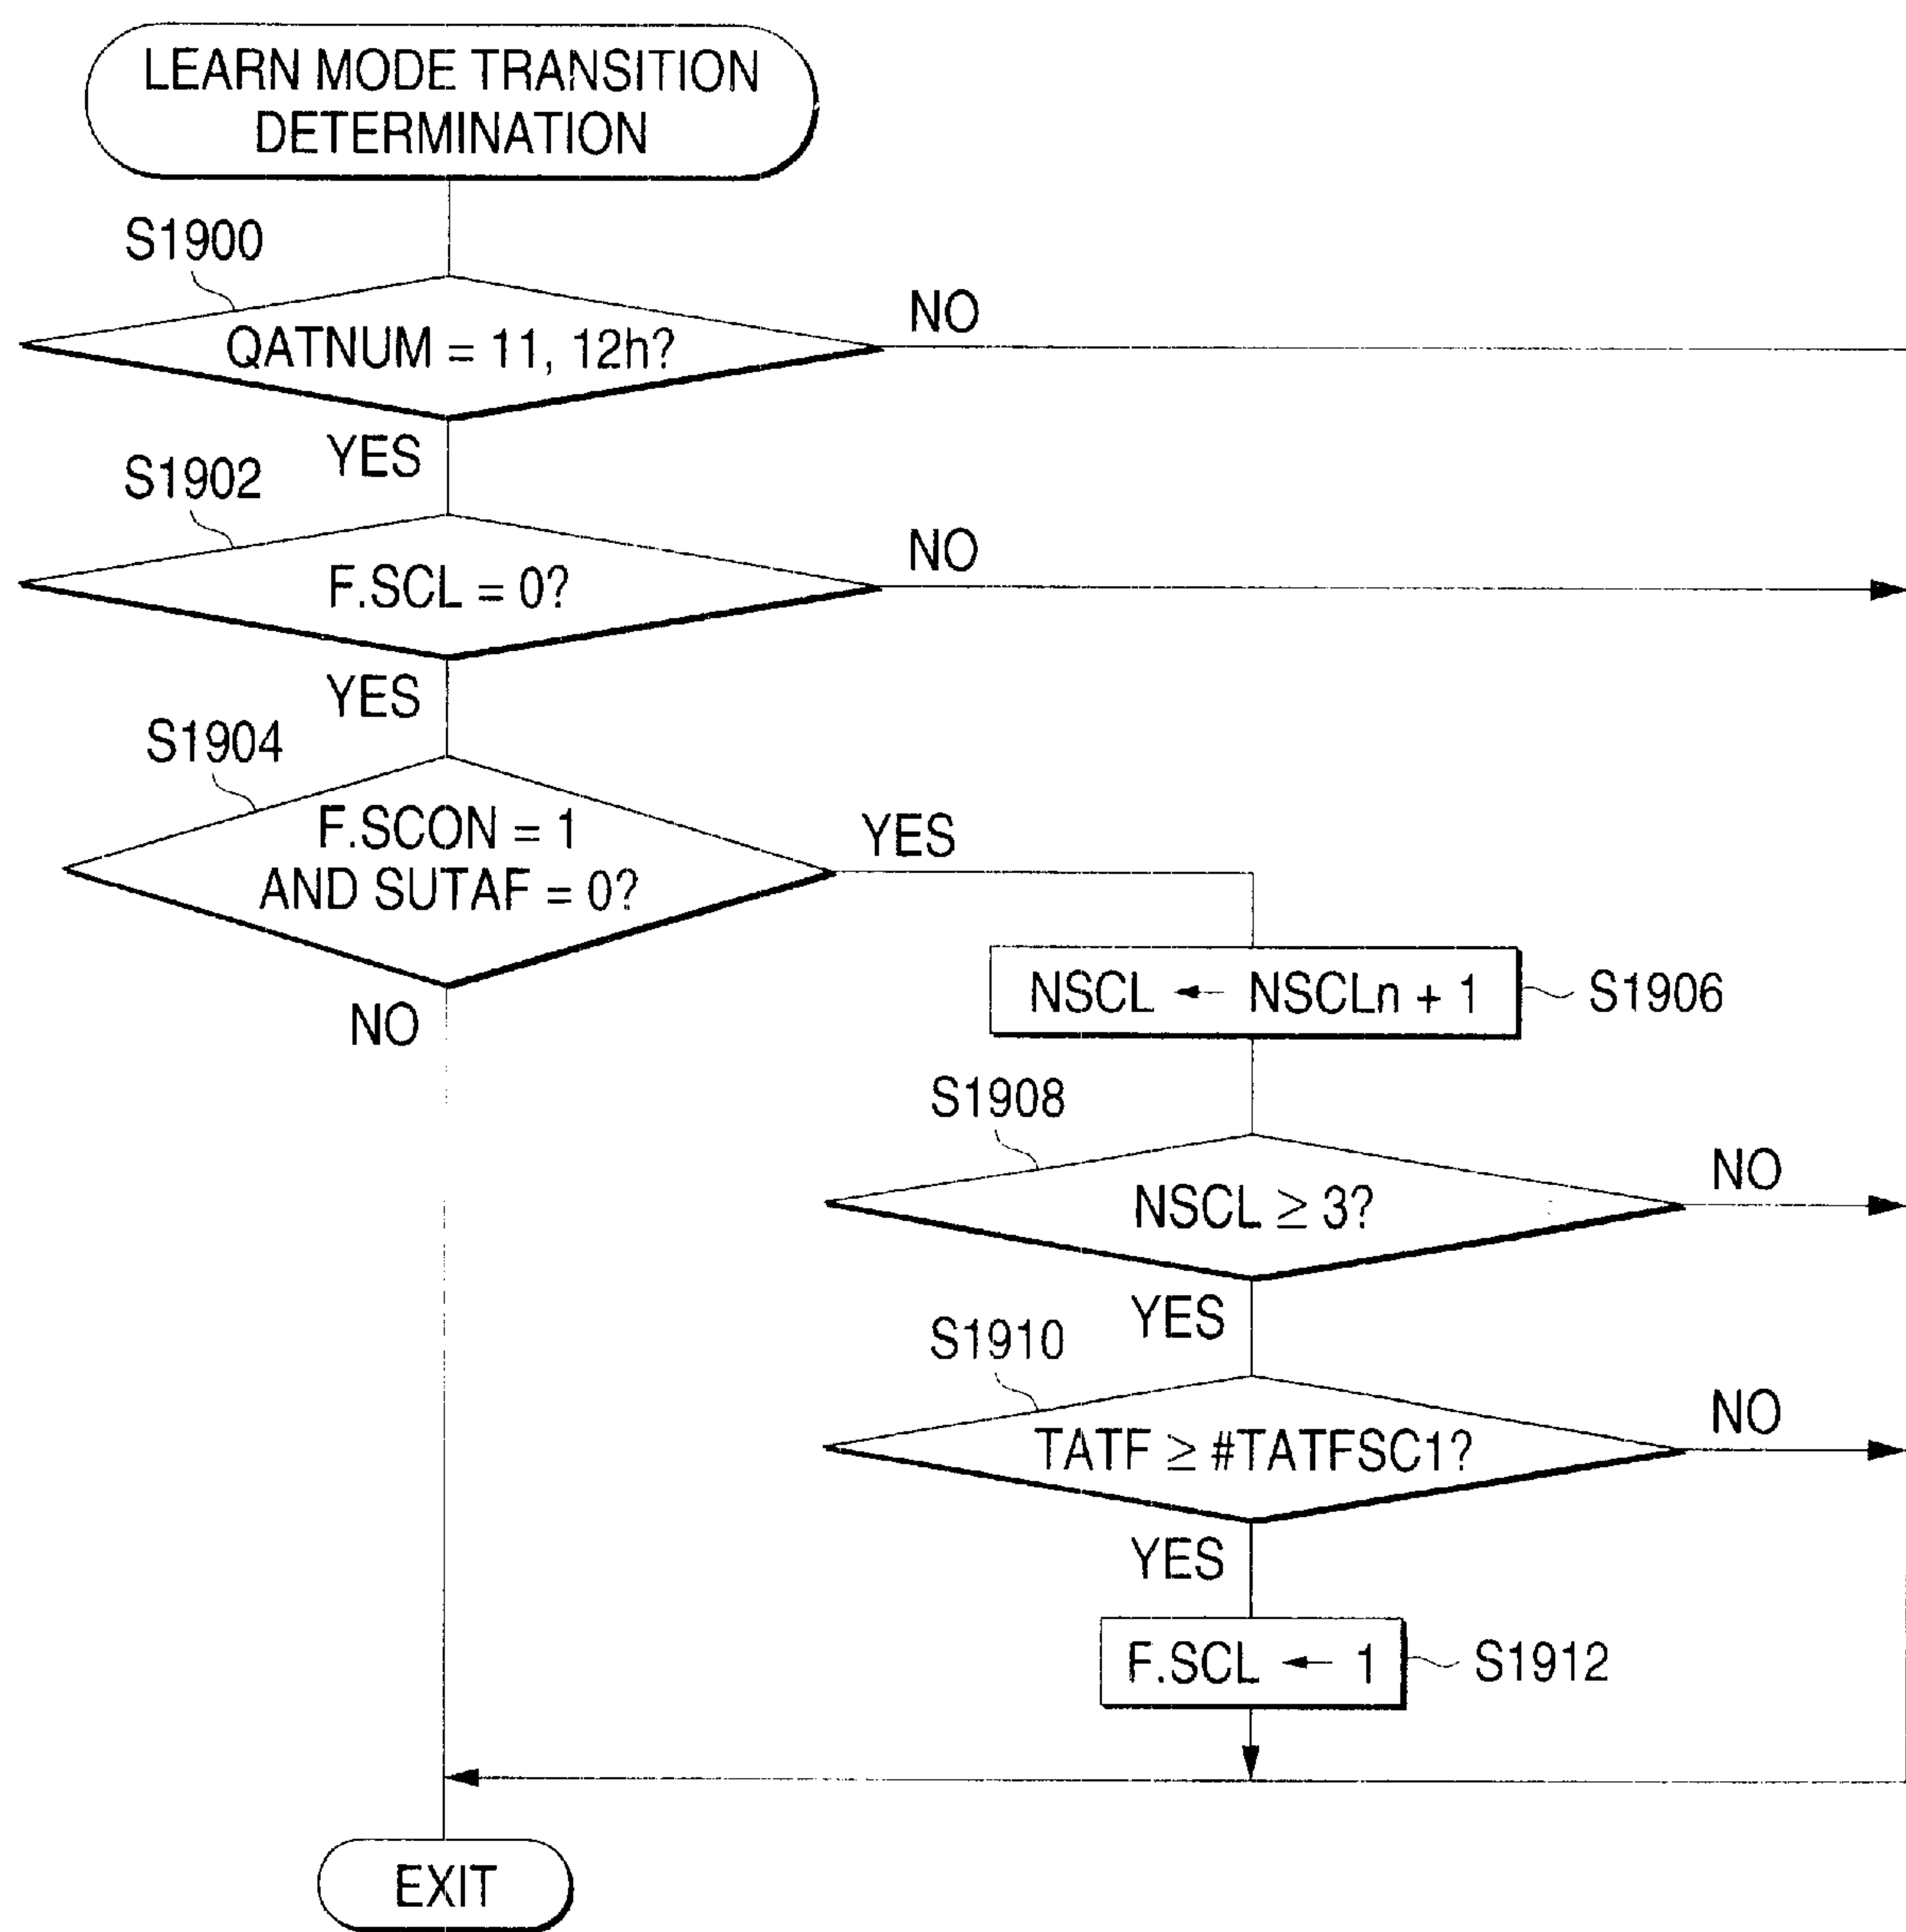 LEARN MODE TRANSITION
DETERMINATION
S1900
QATNUM = 11, 12h?
NO
YES
S1902
F.SCL = 0?
NO
YES
S1904
F.SCON = 1
AND SUTAF = 0?
YES
NO
NSCL ← NSCLn + 1
S1906
S1908
NSCL ≥ 3?
NO
YES
S1910
TATF ≥ #TATFSC1?
NO
YES
F.SCL ← 1
S1912
EXIT